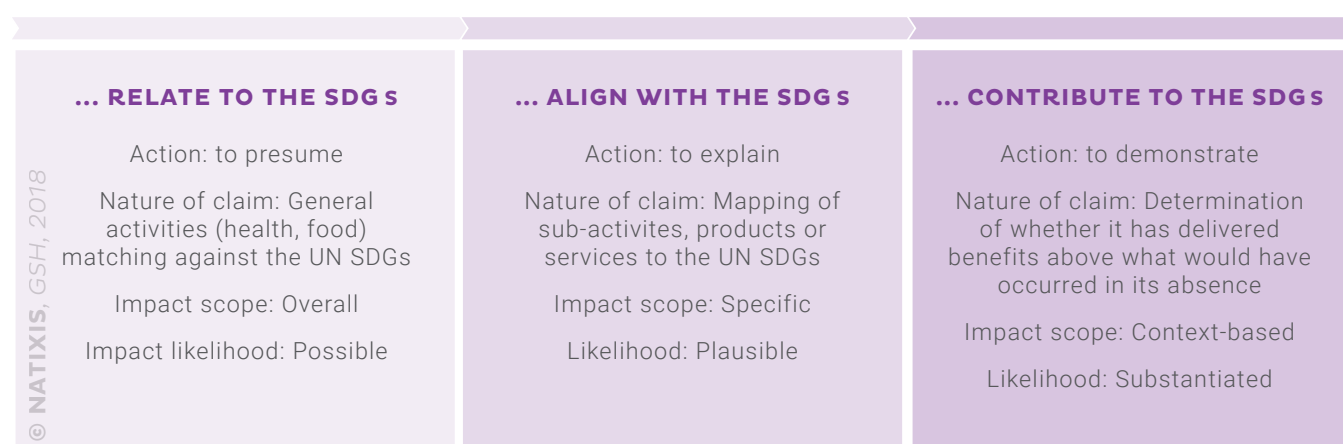 ... RELATE TO THE SDG s
Action: to presume
Nature of claim: General
activities (health, food)
matching against the UN SDGs
Impact scope: Overall
Impact likelihood: Possible
... ALIGN WITH THE SDG s
Action: to explain
Nature of claim: Mapping of
sub-activites, products or
services to the UN SDGs
Impact scope: Specific
Likelihood: Plausible
... CONTRIBUTE TO THE SDG s
Action: to demonstrate
Nature of claim: Determination
of whether it has delivered
benefits above what would have
occurred in its absence
Impact scope: Context-based
Likelihood: Substantiated
© NATIXIS, GSH, 2018